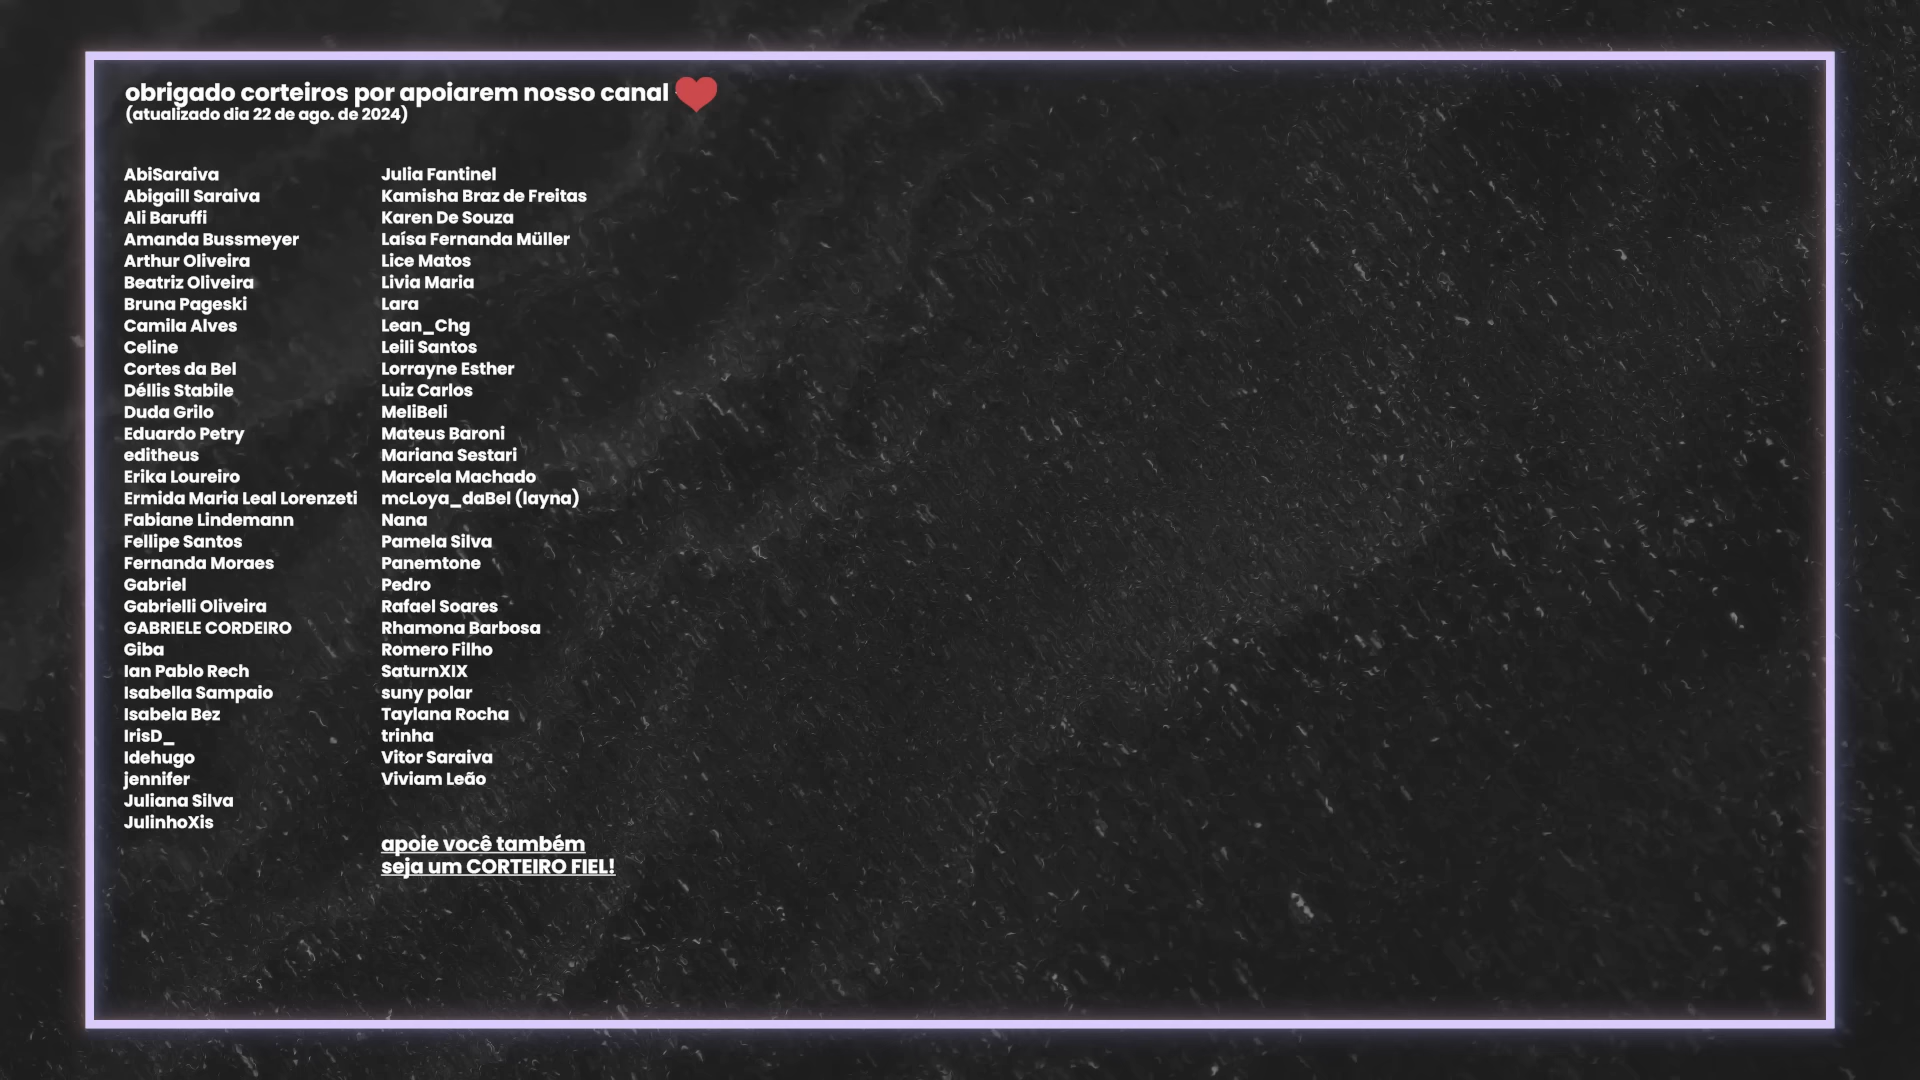 obrigado corteiros por apoiarem nosso canal ❤
(atualizado dia 22 de ago. de 2024)
AbiSaraiva
Abigaill Saraiva
Ali Baruffi
Amanda Bussmeyer
Arthur Oliveira
Beatriz Oliveira
Bruna Pageski
Camila Alves
Celine
Cortes da Bel
Déllis Stabile
Duda Grilo
Eduardo Petry
editheus
Erika Loureiro
Ermida Maria Leal Lorenzeti
Fabiane Lindemann
Fellipe Santos
Fernanda Moraes
Gabriel
Gabrielli Oliveira
GABRIELE CORDEIRO
Giba
Ian Pablo Rech
Isabella Sampaio
Isabela Bez
IrisD_
Idehugo
jennifer
Juliana Silva
JulinhoXis
Julia Fantinel
Kamisha Braz de Freitas
Karen De Souza
Laísa Fernanda Müller
Lice Matos
Livia Maria
Lara
Lean_Chg
Leili Santos
Lorrayne Esther
Luiz Carlos
MeliBeli
Mateus Baroni
Mariana Sestari
Marcela Machado
mcLoya_daBel (layna)
Nana
Pamela Silva
Panemtone
Pedro
Rafael Soares
Rhamona Barbosa
Romero Filho
SaturnXIX
suny polar
Taylana Rocha
trinha
Vitor Saraiva
Viviam Leão
apoie você também
seja um CORTEIRO FIEL!